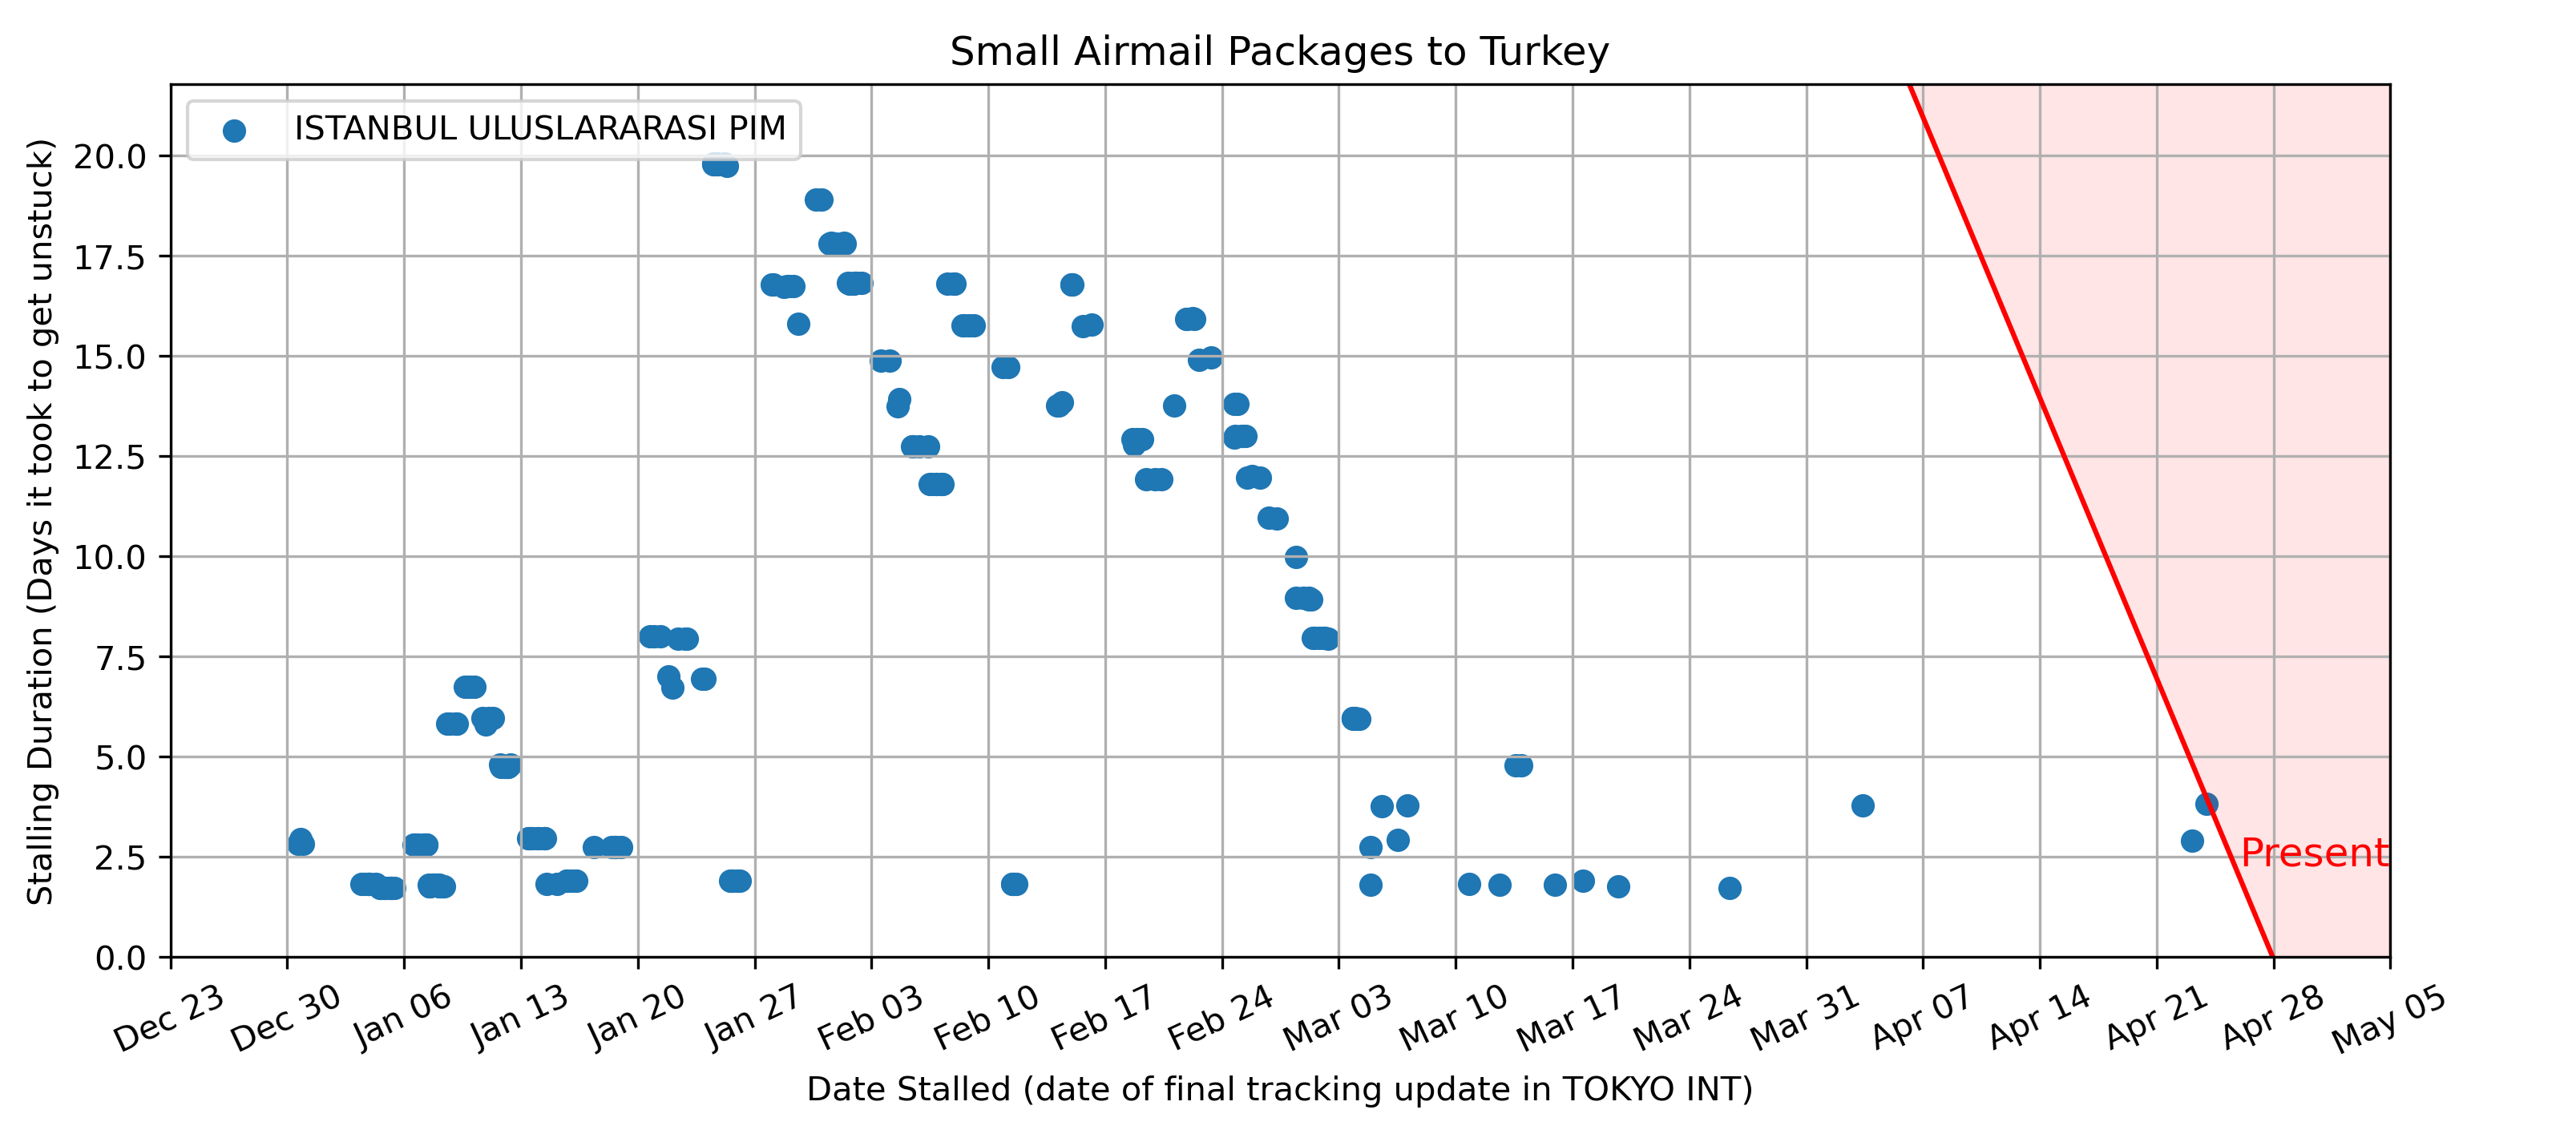 Small Airmail Packages to Turkey
ISTANBUL ULUSLARARASI PIM
Stalling Duration (Days it took to get unstuck)
20.0
17.5
15.0
12.5
10.0
7.5
5.0
2.5
0.0
Present
Dec 23
Dec 30
Jan 06
Jan 13
Jan 20
Jan 27
Feb 03
Feb 10
Feb 17
Feb 24
Mar 03
Mar 10
Mar 17
Mar 24
Mar 31
Apr 07
Apr 14
Apr 21
Apr 28
May 05
Date Stalled (date of final tracking update in TOKYO INT)